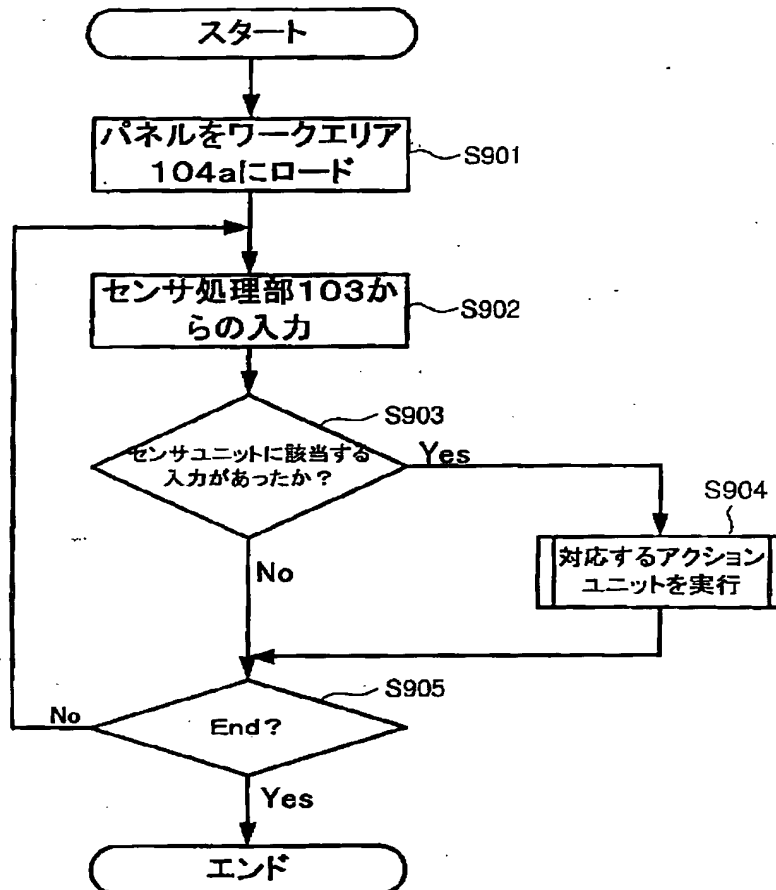 スタート
パネルをワークエリア
104aにロード
S901
センサ処理部103か
らの入力
S902
S903
センサユニットに該当する
入力があったか?
Yes
S904
対応するアクション
ユニットを実行
No
S905
End?
No
Yes
エンド